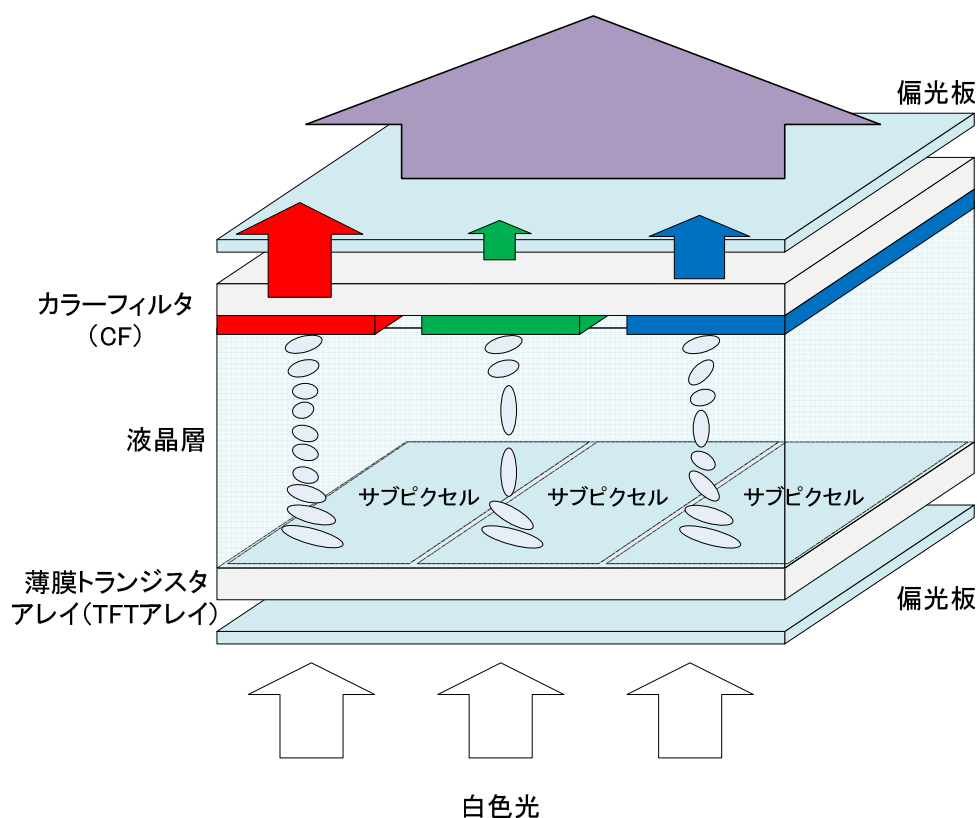 偏光板
カラーフィルタ
（CF）
液晶層
サブピクセル
サブピクセル
サブピクセル
薄膜トランジスタ
アレイ（TFTアレイ）
偏光板
白色光